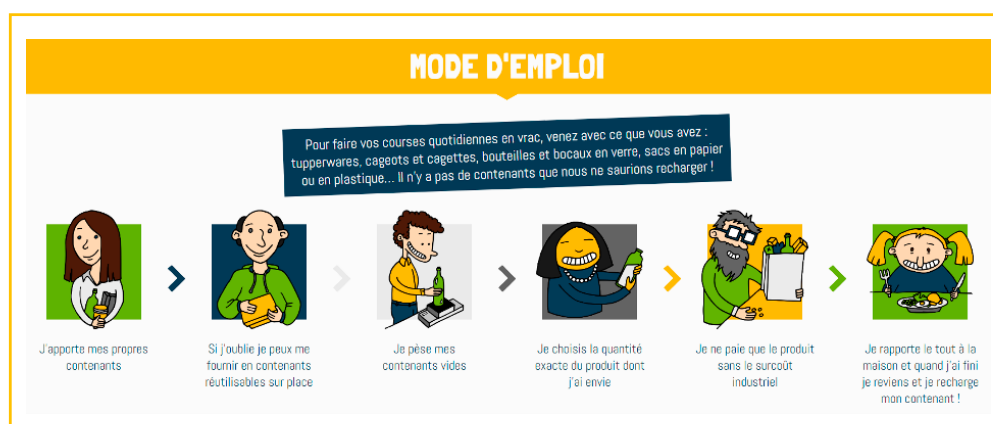 MODE D'EMPLOI
Pour faire vos courses quotidiennes en vrac, venez avec ce que vous avez :
tupperwares, cageots et cagettes, bouteilles et bocaux en verre, sacs en papier
ou en plastique... Il n'y a pas de contenants que nous ne saurions recharger !
J'apporte mes propres
contenants
Si j'oublie je peux me
fournir en contenants
réutilisables sur place
Je pèse mes
contenants vides
Je choisis la quantité
exacte du produit dont
j'ai envie
Je ne paie que le produit
sans le surcoût
industriel
Je rapporte le tout à la
maison et quand j'ai fini
je reviens et je recharge
mon contenant !